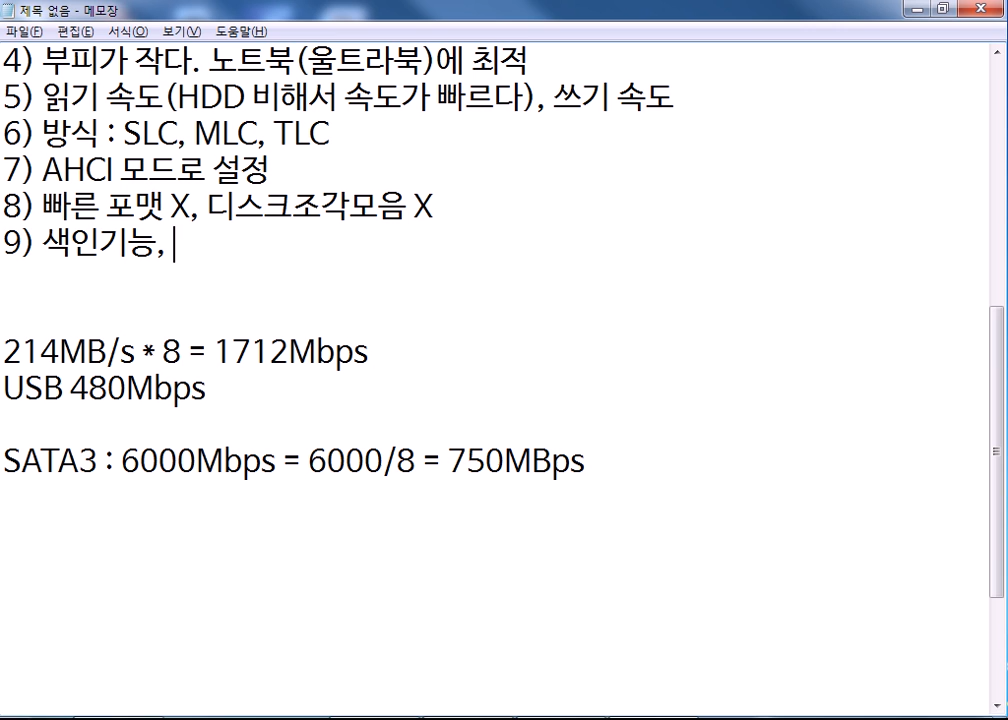 제목 없음 - 메모장
파일(F) 편집(E) 서식(O) 보기(V) 도움말(H)
4) 부피가 작다. 노트북(울트라북)에 최적
5) 읽기 속도(HDD 비해서 속도가 빠르다), 쓰기 속도
6) 방식 : SLC, MLC, TLC
7) AHCI 모드로 설정
8) 빠른 포맷 X, 디스크조각모음 X
9) 색인기능,
214MB/s * 8 = 1712Mbps
USB 480Mbps
SATA3 : 6000Mbps = 6000/8 = 750MBps